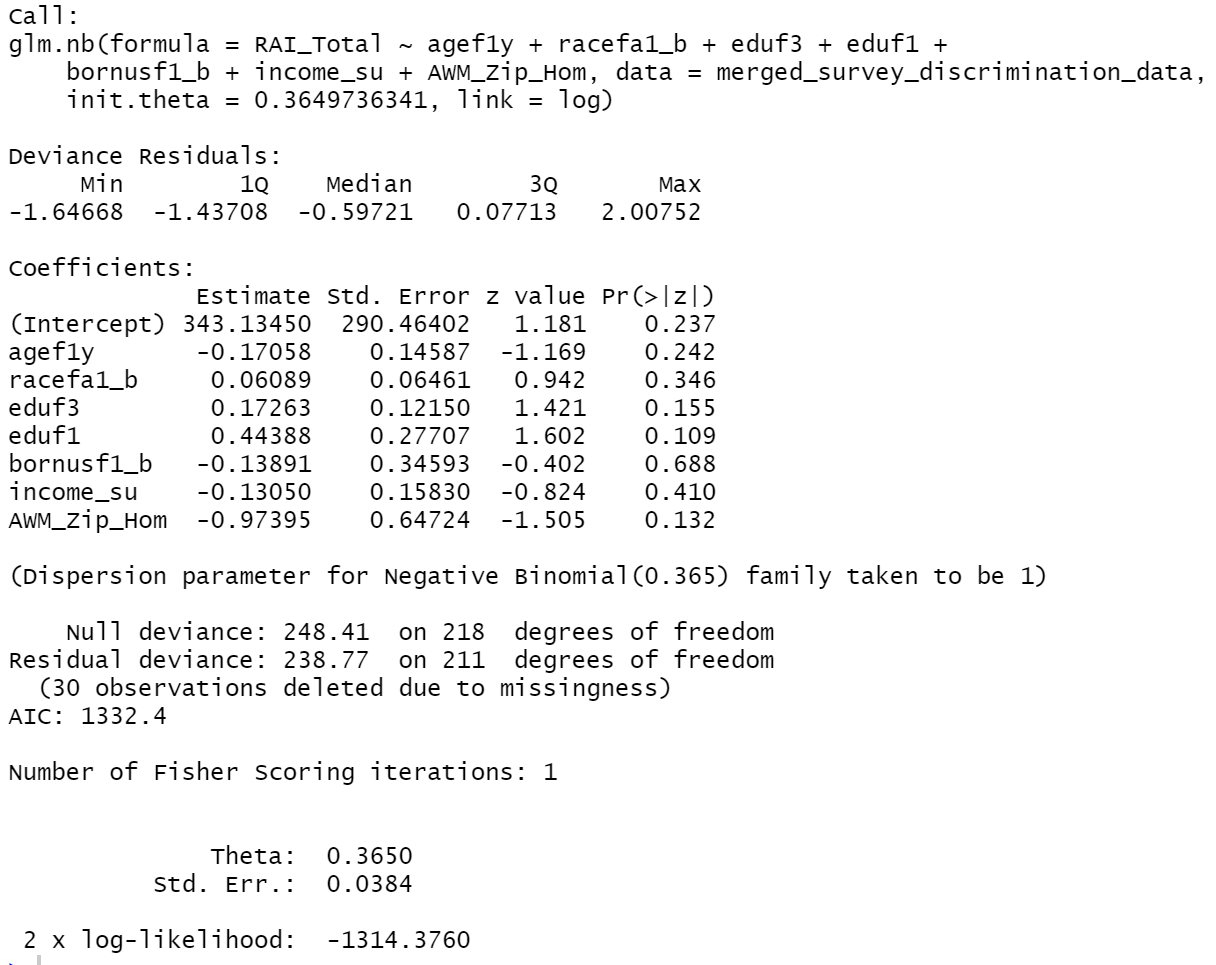 Call:
glm.nb(formula = RAI_Total ~ agef1y + racefa1_b + eduf3 + eduf1 +
    bornusf1_b + income_su + AWM_Zip_Hom, data = merged_survey_discrimination_data,
    init.theta = 0.3649736341, link = log)

Deviance Residuals:
     Min        1Q    Median        3Q       Max
-1.64668  -1.43708  -0.59721   0.07713   2.00752

Coefficients:
             Estimate Std. Error z value Pr(>|z|)
(Intercept) 343.13450  290.46402   1.181    0.237
agef1y       -0.17058    0.14587  -1.169    0.242
racefa1_b     0.06089    0.06461   0.942    0.346
eduf3         0.17263    0.12150   1.421    0.155
eduf1         0.44388    0.27707   1.602    0.109
bornusf1_b   -0.13891    0.34593  -0.402    0.688
income_su    -0.13050    0.15830  -0.824    0.410
AWM_Zip_Hom  -0.97395    0.64724  -1.505    0.132

(Dispersion parameter for Negative Binomial(0.365) family taken to be 1)

    Null deviance: 248.41  on 218  degrees of freedom
Residual deviance: 238.77  on 211  degrees of freedom
  (30 observations deleted due to missingness)
AIC: 1332.4

Number of Fisher Scoring iterations: 1


              Theta:  0.3650
          Std. Err.:  0.0384

 2 x log-likelihood:  -1314.3760